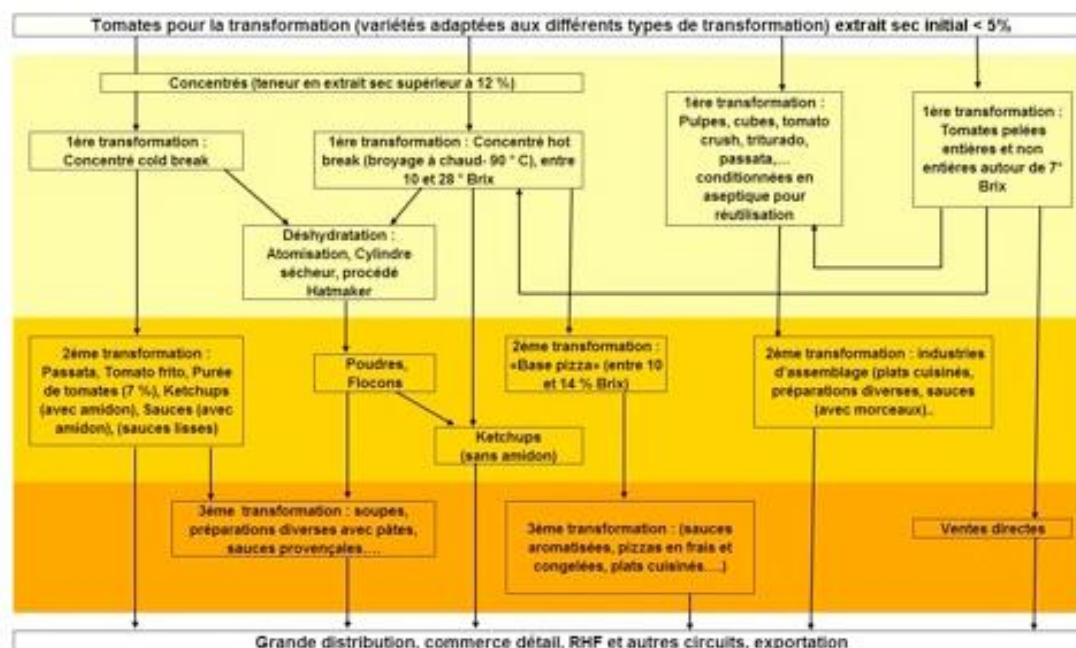 Tomates pour la transformation (variétés adaptées aux différents types de transformation) extrait sec initial < 5%
Concentrés (teneur en extrait sec supérieur à 12 %)
1ère transformation :
Concentré cold break
1ère transformation : Concentré hot
break (broyage à chaud- 90 ° C), entre
10 et 28 ° Brix
1ère transformation :
Pulpes, cubes, tomato
crush, triturado,
passata,...
conditionnées en
aseptique pour
réutilisation
1ère transformation :
Tomates pelées
entières et non
entières autour de 7°
Brix
Déshydratation :
Atomisation, Cylindre
sécheur, procédé
Hatmaker
2ème transformation :
Passata, Tomato frito, Purée
de tomates (7 %), Ketchups
(avec amidon), Sauces (avec
amidon), (sauces lisses)
Poudres,
Flocons
2ème transformation :
«Base pizza» (entre 10
et 14 % Brix)
2ème transformation : industries
d'assemblage (plats cuisinés,
préparations diverses, sauces
(avec morceaux)..
Ketchups
(sans amidon)
3ème transformation : soupes,
préparations diverses avec pâtes,
sauces provençales....
3ème transformation : (sauces
aromatisées, pizzas en frais et
congelées, plats cuisinés....)
Ventes directes
Grande distribution, commerce détail, RHF et autres circuits, exportation